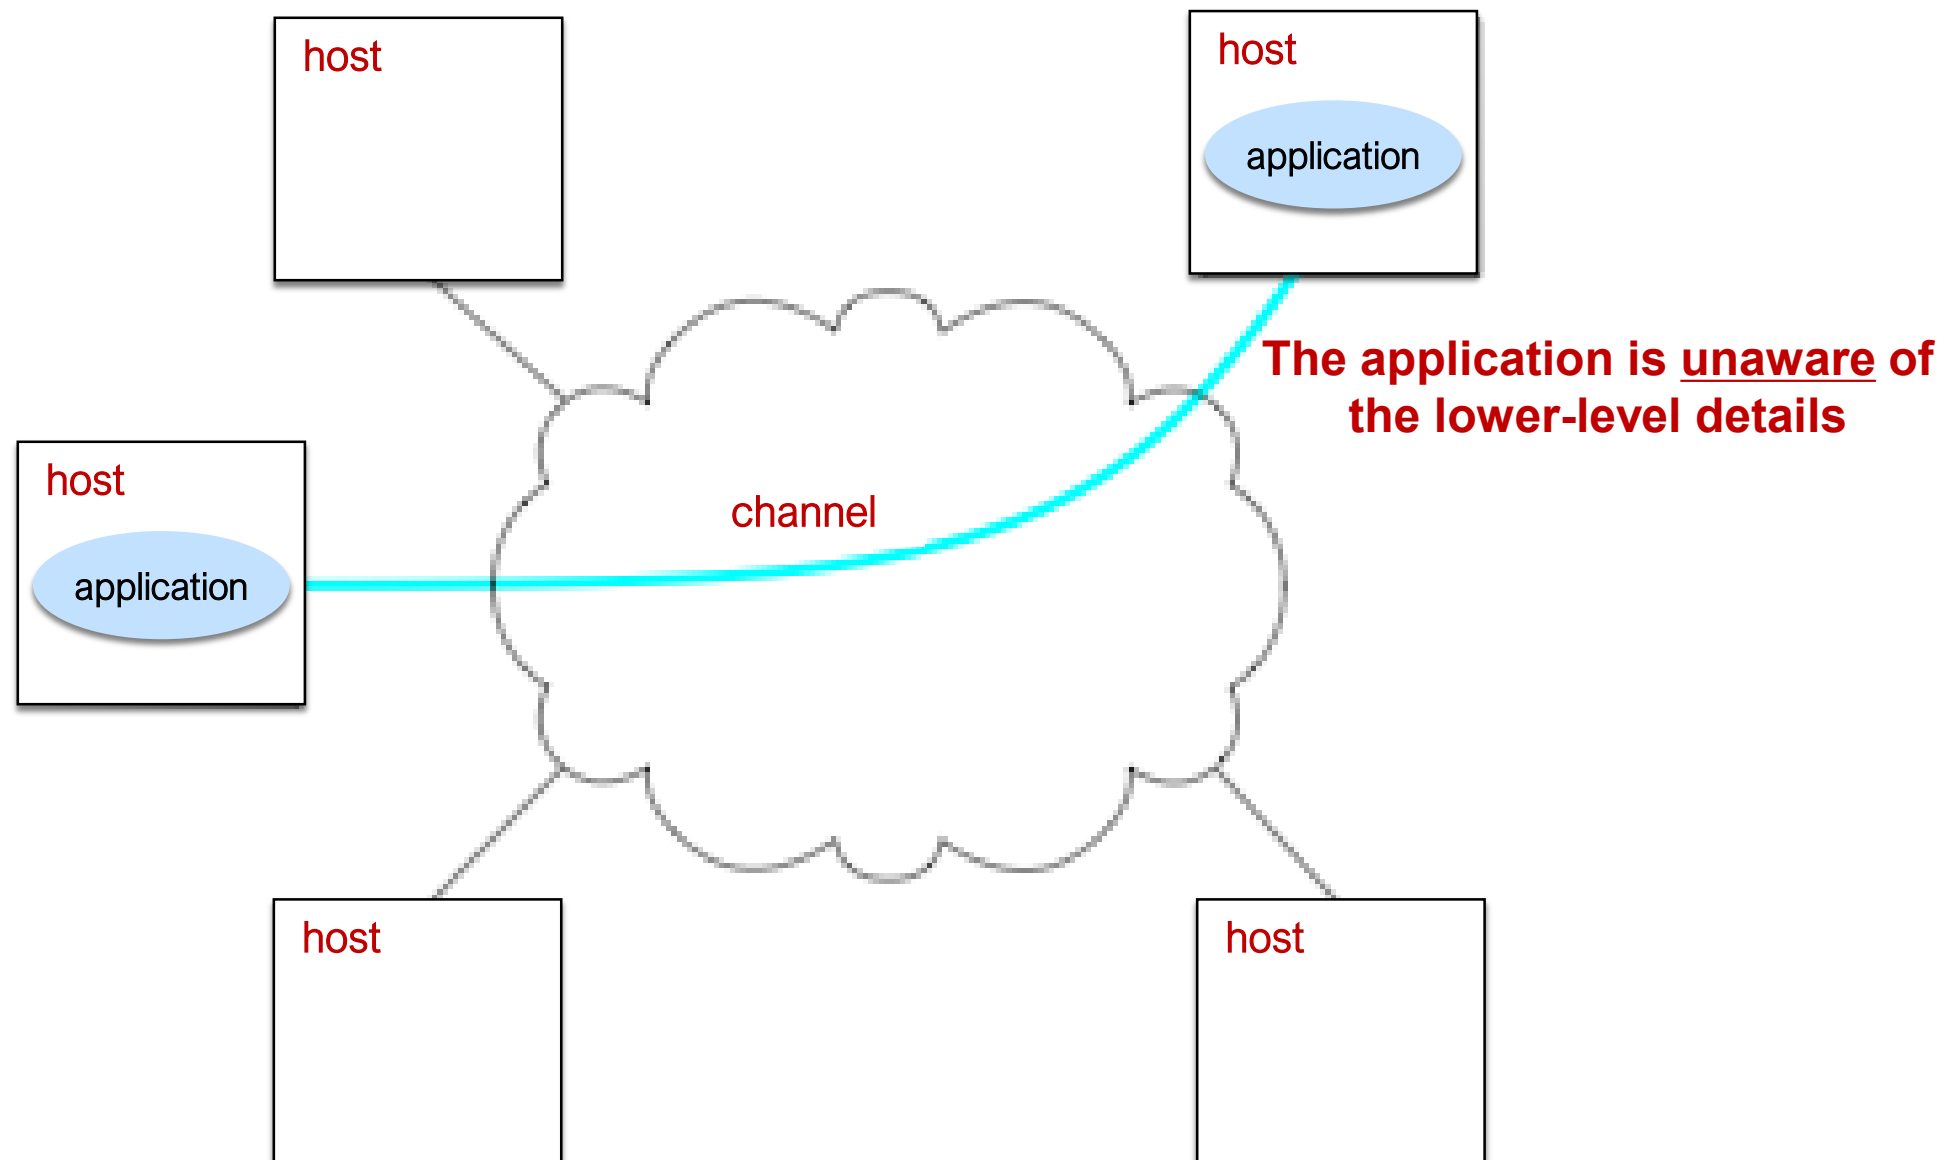 host
host
application
The application is unaware of
the lower-level details
host
channel
application
host
host